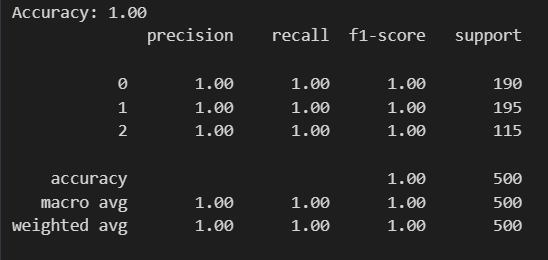 Accuracy: 1.00
precision recall f1-score support
0 1.00 1.00 1.00 190
1 1.00 1.00 1.00 195
2 1.00 1.00 1.00 115
accuracy 1.00 500
macro avg 1.00 1.00 1.00 500
weighted avg 1.00 1.00 1.00 500